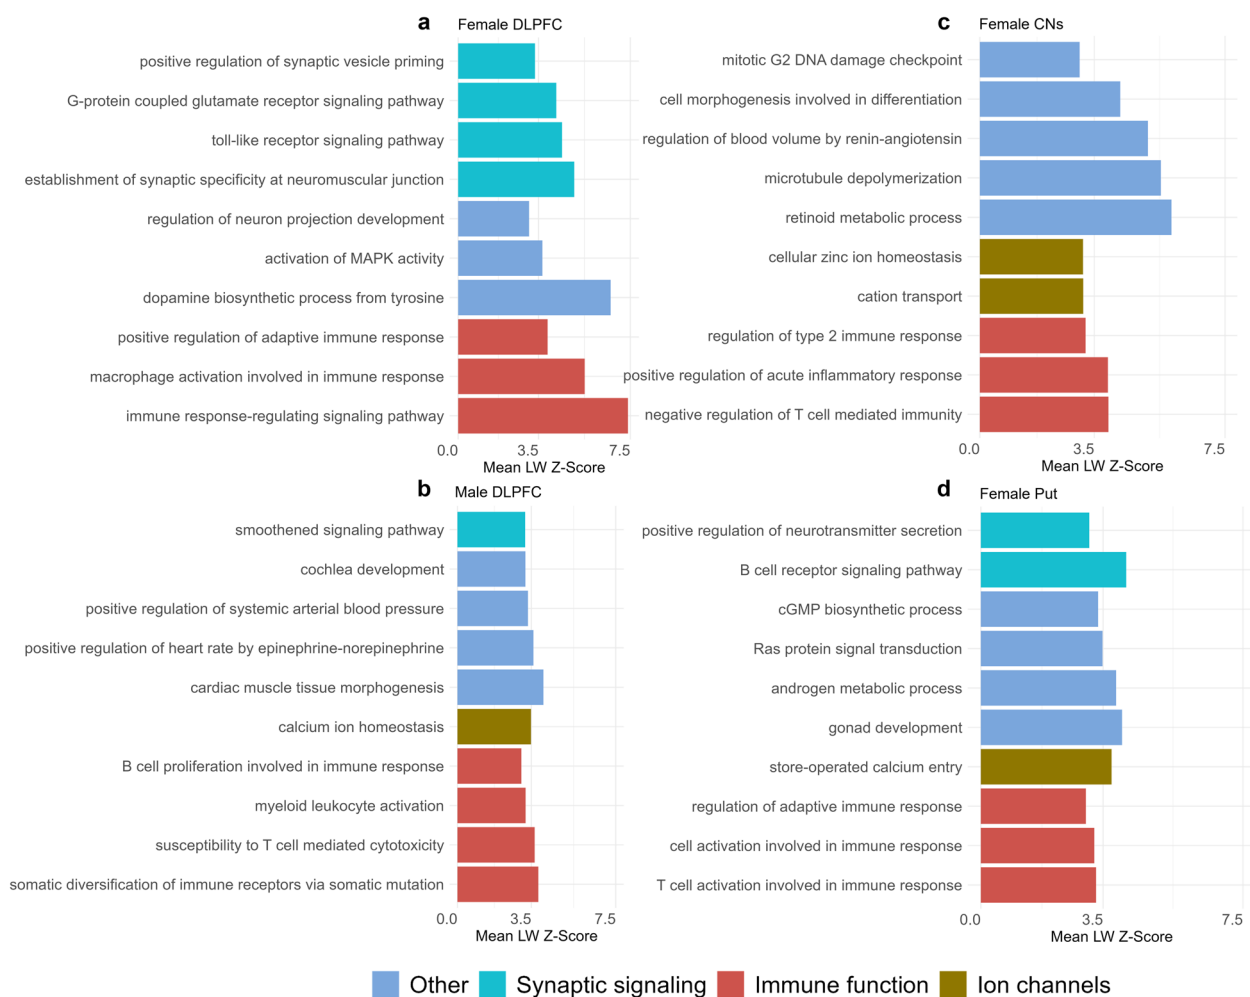 a Female DLPFC
positive regulation of synaptic vesicle priming
G-protein coupled glutamate receptor signaling pathway
toll-like receptor signaling pathway
establishment of synaptic specificity at neuromuscular junction
regulation of neuron projection development
activation of MAPK activity
dopamine biosynthetic process from tyrosine
positive regulation of adaptive immune response
macrophage activation involved in immune response
immune response-regulating signaling pathway
0.0 3.5 7.5
Mean LW Z-Score
b Male DLPFC
smoothened signaling pathway
cochlea development
positive regulation of systemic arterial blood pressure
positive regulation of heart rate by epinephrine-norepinephrine
cardiac muscle tissue morphogenesis
calcium ion homeostasis
B cell proliferation involved in immune response
myeloid leukocyte activation
susceptibility to T cell mediated cytotoxicity
somatic diversification of immune receptors via somatic mutation
0.0 3.5 7.5
Mean LW Z-Score
c Female CNs
mitotic G2 DNA damage checkpoint
cell morphogenesis involved in differentiation
regulation of blood volume by renin-angiotensin
microtubule depolymerization
retinoid metabolic process
cellular zinc ion homeostasis
cation transport
regulation of type 2 immune response
positive regulation of acute inflammatory response
negative regulation of T cell mediated immunity
0.0 3.5 7.5
Mean LW Z-Score
d Female Put
positive regulation of neurotransmitter secretion
B cell receptor signaling pathway
cGMP biosynthetic process
Ras protein signal transduction
androgen metabolic process
gonad development
store-operated calcium entry
regulation of adaptive immune response
cell activation involved in immune response
T cell activation involved in immune response
0.0 3.5 7.5
Mean LW Z-Score
Other Synaptic signaling Immune function Ion channels